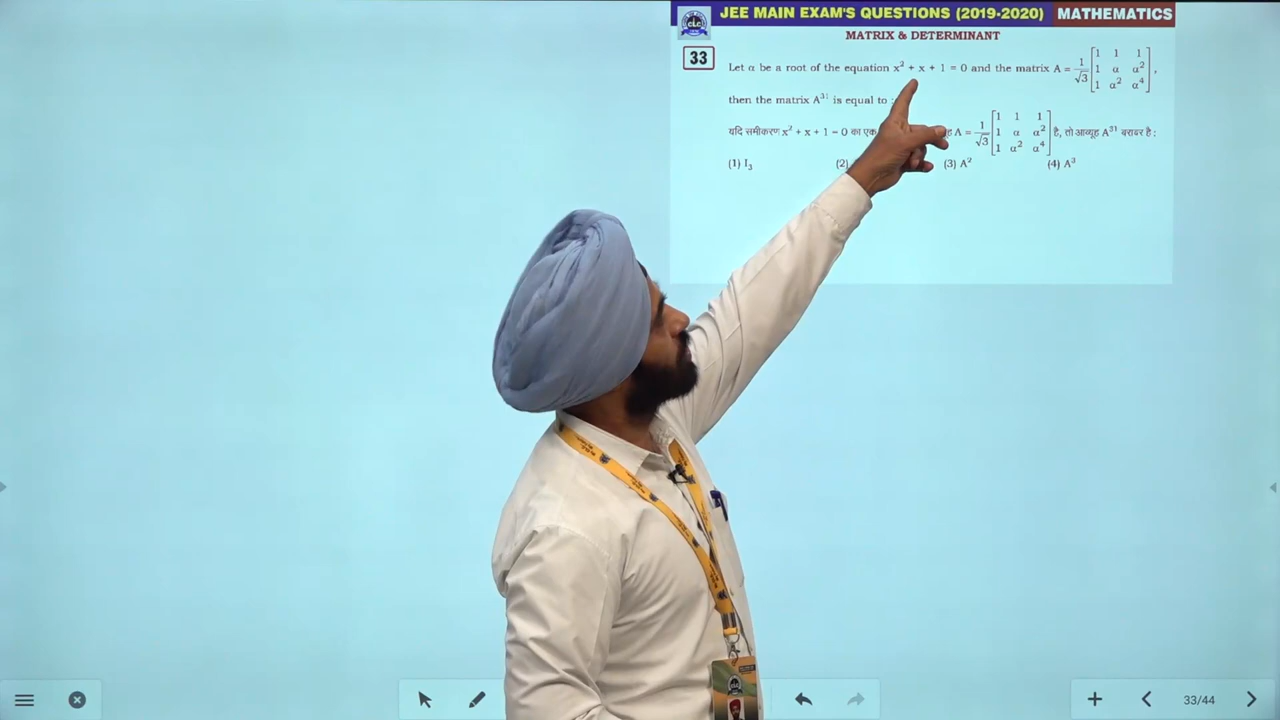 JEE MAIN EXAM'S QUESTIONS (2019-2020) MATHEMATICS
CLC
MATRIX & DETERMINANT
33
Let α be a root of the equation x² + x + 1 = 0 and the matrix A = 1/√3 [1 1 1; 1 α α²; 1 α² α⁴],
then the matrix A³¹ is equal to :
यदि समीकरण x² + x + 1 = 0 का एक A = 1/√3 [1 1 1; 1 α α²; 1 α² α⁴] है, तो आव्यूह A³¹ बराबर है :
(1) I₃ (2) (3) A² (4) A³
33/44